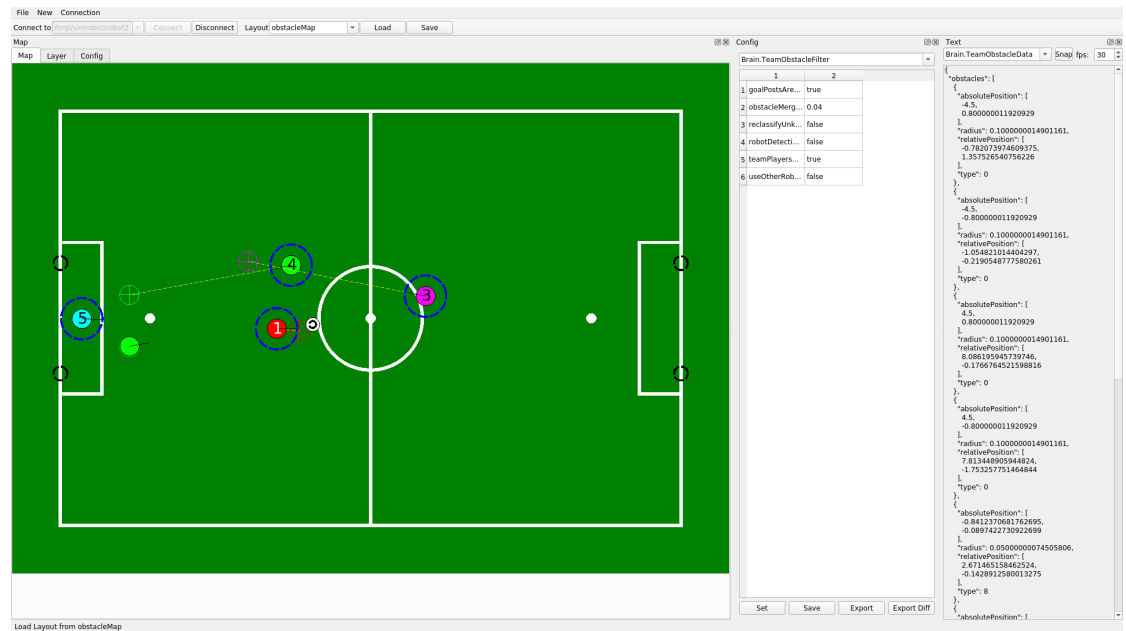 File New Connection
Connect to /tmp/simrobot/robot2 Connect Disconnect Layout obstacleMap Load Save
Map
Map Layer Config
4
3
5
1
Config
Brain.TeamObstacleFilter
1 2
1 goalPostsAre... true
2 obstacleMerg... 0.04
3 reclassifyUnk... false
4 robotDetecti... false
5 teamPlayers... true
6 useOtherRob... false
Set Save Export Export Diff
Text
Brain.TeamObstacleData Snap fps: 30
{
"obstacles": [
{
"absolutePosition": [
-4.5,
0.800000011920929
],
"radius": 0.1000000014901161,
"relativePosition": [
-0.782073974609375,
1.357526540756226
],
"type": 0
},
{
"absolutePosition": [
-4.5,
-0.800000011920929
],
"radius": 0.1000000014901161,
"relativePosition": [
-1.054821014404297,
-0.2190548777580261
],
"type": 0
},
{
"absolutePosition": [
4.5,
0.800000011920929
],
"radius": 0.1000000014901161,
"relativePosition": [
8.086195945739746,
-0.1766764521598816
],
"type": 0
},
{
"absolutePosition": [
4.5,
-0.800000011920929
],
"radius": 0.1000000014901161,
"relativePosition": [
7.813448905944824,
-1.753257751464844
],
"type": 0
},
{
"absolutePosition": [
-0.8412370681762695,
-0.0897422730922699
],
"radius": 0.05000000074505806,
"relativePosition": [
2.671465158462524,
-0.1428912580013275
],
"type": 8
},
{
"absolutePosition": [
Load Layout from obstacleMap